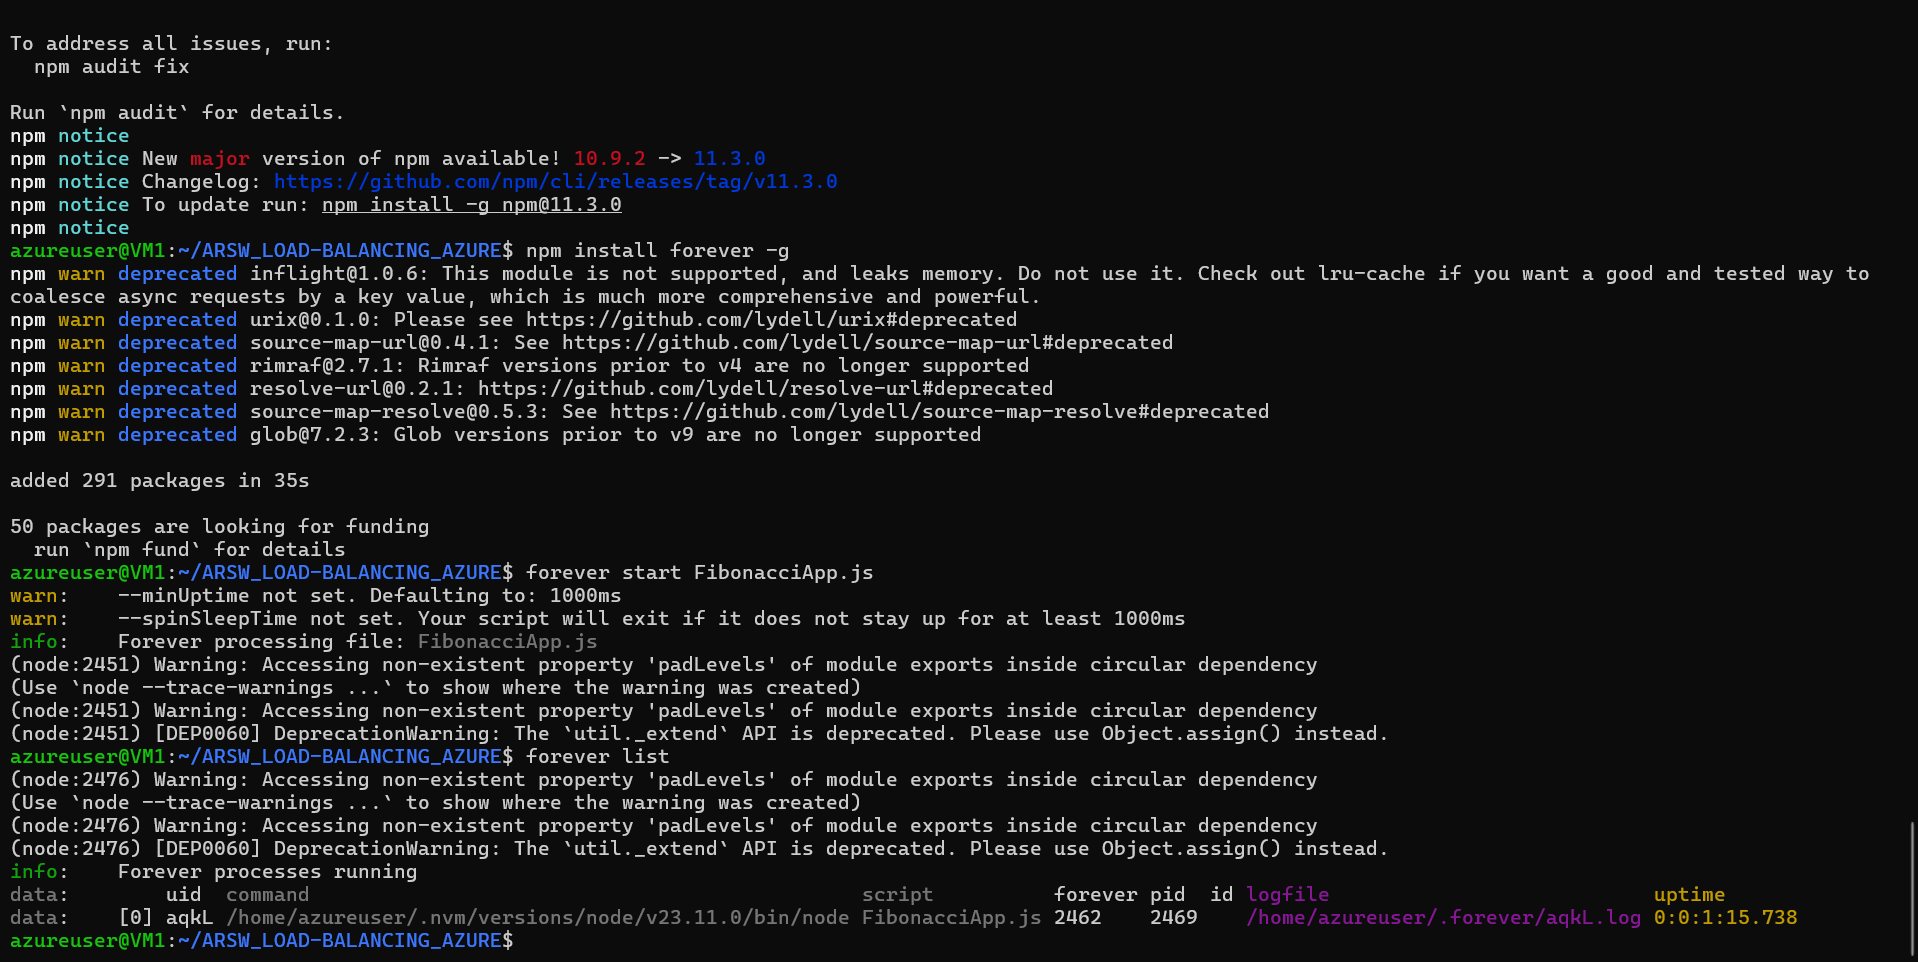 To address all issues, run:
  npm audit fix

Run `npm audit` for details.
npm notice
npm notice New major version of npm available! 10.9.2 -> 11.3.0
npm notice Changelog: https://github.com/npm/cli/releases/tag/v11.3.0
npm notice To update run: npm install -g npm@11.3.0
npm notice
azureuser@VM1:~/ARSW_LOAD-BALANCING_AZURE$ npm install forever -g
npm warn deprecated inflight@1.0.6: This module is not supported, and leaks memory. Do not use it. Check out lru-cache if you want a good and tested way to
coalesce async requests by a key value, which is much more comprehensive and powerful.
npm warn deprecated urix@0.1.0: Please see https://github.com/lydell/urix#deprecated
npm warn deprecated source-map-url@0.4.1: See https://github.com/lydell/source-map-url#deprecated
npm warn deprecated rimraf@2.7.1: Rimraf versions prior to v4 are no longer supported
npm warn deprecated resolve-url@0.2.1: https://github.com/lydell/resolve-url#deprecated
npm warn deprecated source-map-resolve@0.5.3: See https://github.com/lydell/source-map-resolve#deprecated
npm warn deprecated glob@7.2.3: Glob versions prior to v9 are no longer supported

added 291 packages in 35s

50 packages are looking for funding
  run `npm fund` for details
azureuser@VM1:~/ARSW_LOAD-BALANCING_AZURE$ forever start FibonacciApp.js
warn:    --minUptime not set. Defaulting to: 1000ms
warn:    --spinSleepTime not set. Your script will exit if it does not stay up for at least 1000ms
info:    Forever processing file: FibonacciApp.js
(node:2451) Warning: Accessing non-existent property 'padLevels' of module exports inside circular dependency
(Use `node --trace-warnings ...` to show where the warning was created)
(node:2451) Warning: Accessing non-existent property 'padLevels' of module exports inside circular dependency
(node:2451) [DEP0060] DeprecationWarning: The `util._extend` API is deprecated. Please use Object.assign() instead.
azureuser@VM1:~/ARSW_LOAD-BALANCING_AZURE$ forever list
(node:2476) Warning: Accessing non-existent property 'padLevels' of module exports inside circular dependency
(Use `node --trace-warnings ...` to show where the warning was created)
(node:2476) Warning: Accessing non-existent property 'padLevels' of module exports inside circular dependency
(node:2476) [DEP0060] DeprecationWarning: The `util._extend` API is deprecated. Please use Object.assign() instead.
info:    Forever processes running
data:        uid  command                                              script          forever pid  id logfile                           uptime
data:    [0] aqkL /home/azureuser/.nvm/versions/node/v23.11.0/bin/node FibonacciApp.js 2462    2469    /home/azureuser/.forever/aqkL.log 0:0:1:15.738
azureuser@VM1:~/ARSW_LOAD-BALANCING_AZURE$